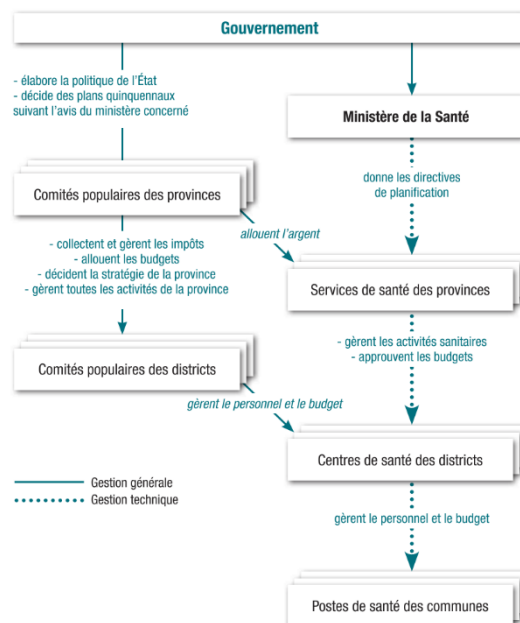 Gouvernement
- élabore la politique de l'État
- décide des plans quinquennaux
suivant l'avis du ministère concerné
Ministère de la Santé
donne les directives
de planification
Comités populaires des provinces
allouent l'argent
- collectent et gèrent les impôts
- allouent les budgets
- décident la stratégie de la province
- gèrent toutes les activités de la province
Services de santé des provinces
- gèrent les activités sanitaires
- approuvent les budgets
Comités populaires des districts
gèrent le personnel et le budget
Centres de santé des districts
Gestion générale
Gestion technique
gèrent le personnel et le budget
Postes de santé des communes